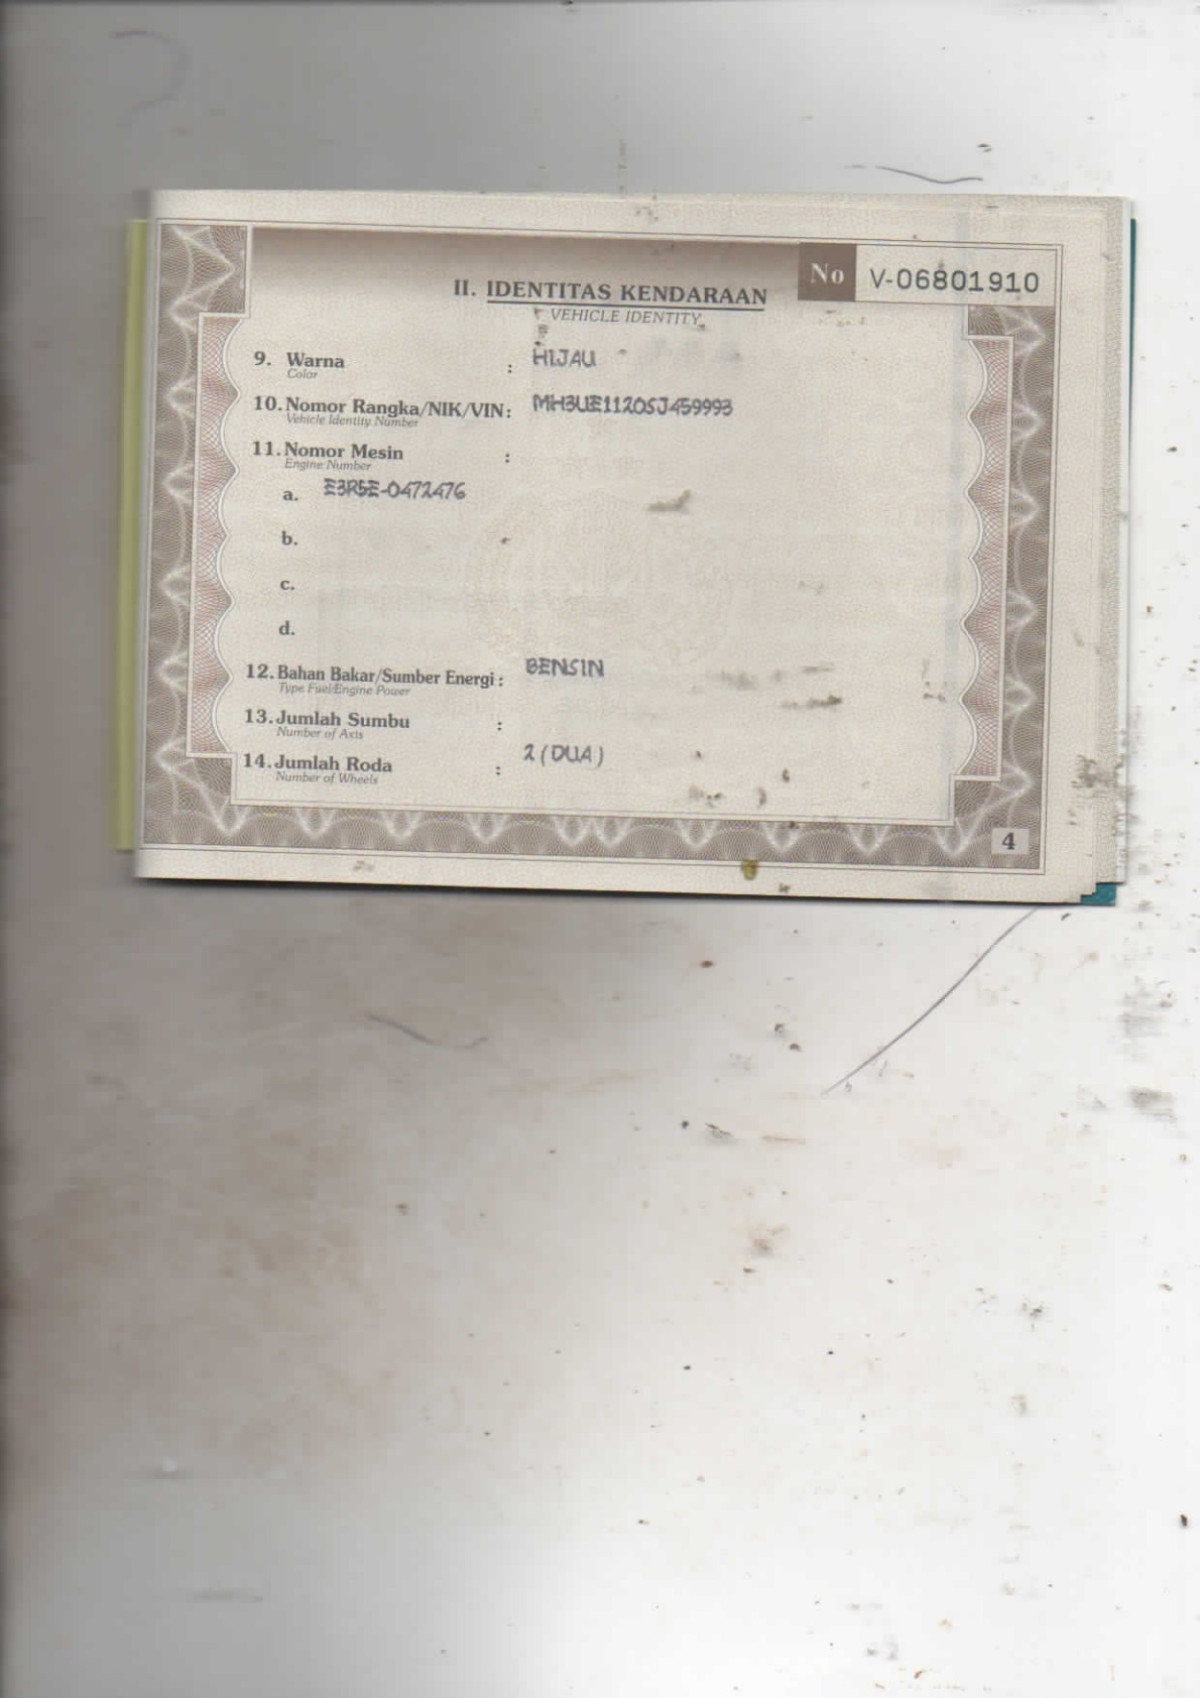 No V-06801910
II. IDENTITAS KENDARAAN
VEHICLE IDENTITY
9. Warna : HIJAU
Color
10. Nomor Rangka/NIK/VIN: MH3UE1120SJ459993
Vehicle Identity Number
11. Nomor Mesin :
Engine Number
a. E3R5E-0472476
b.
c.
d.
12. Bahan Bakar/Sumber Energi : BENSIN
Type Fuel/Engine Power
13. Jumlah Sumbu :
Number of Axis
14. Jumlah Roda : 2 (DUA)
Number of Wheels
4